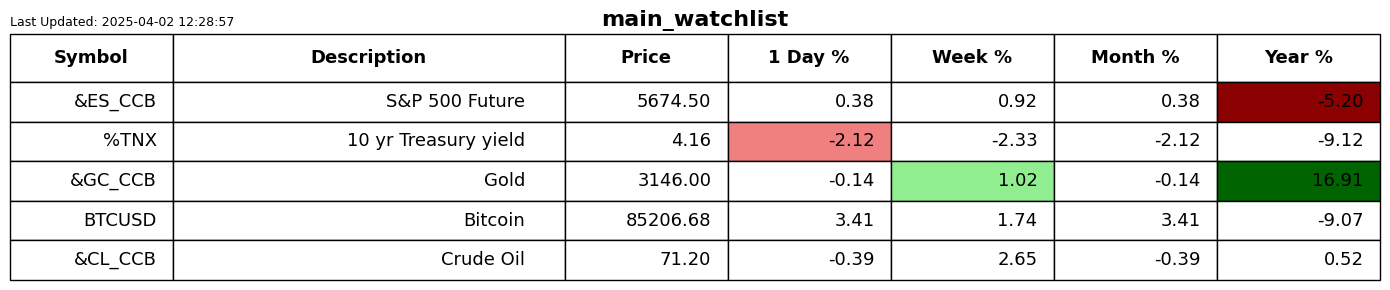 Last Updated: 2025-04-02 12:28:57
main_watchlist
Symbol Description Price 1 Day % Week % Month % Year %
&ES_CCB S&P 500 Future 5674.50 0.38 0.92 0.38 -5.20
%TNX 10 yr Treasury yield 4.16 -2.12 -2.33 -2.12 -9.12
&GC_CCB Gold 3146.00 -0.14 1.02 -0.14 16.91
BTCUSD Bitcoin 85206.68 3.41 1.74 3.41 -9.07
&CL_CCB Crude Oil 71.20 -0.39 2.65 -0.39 0.52